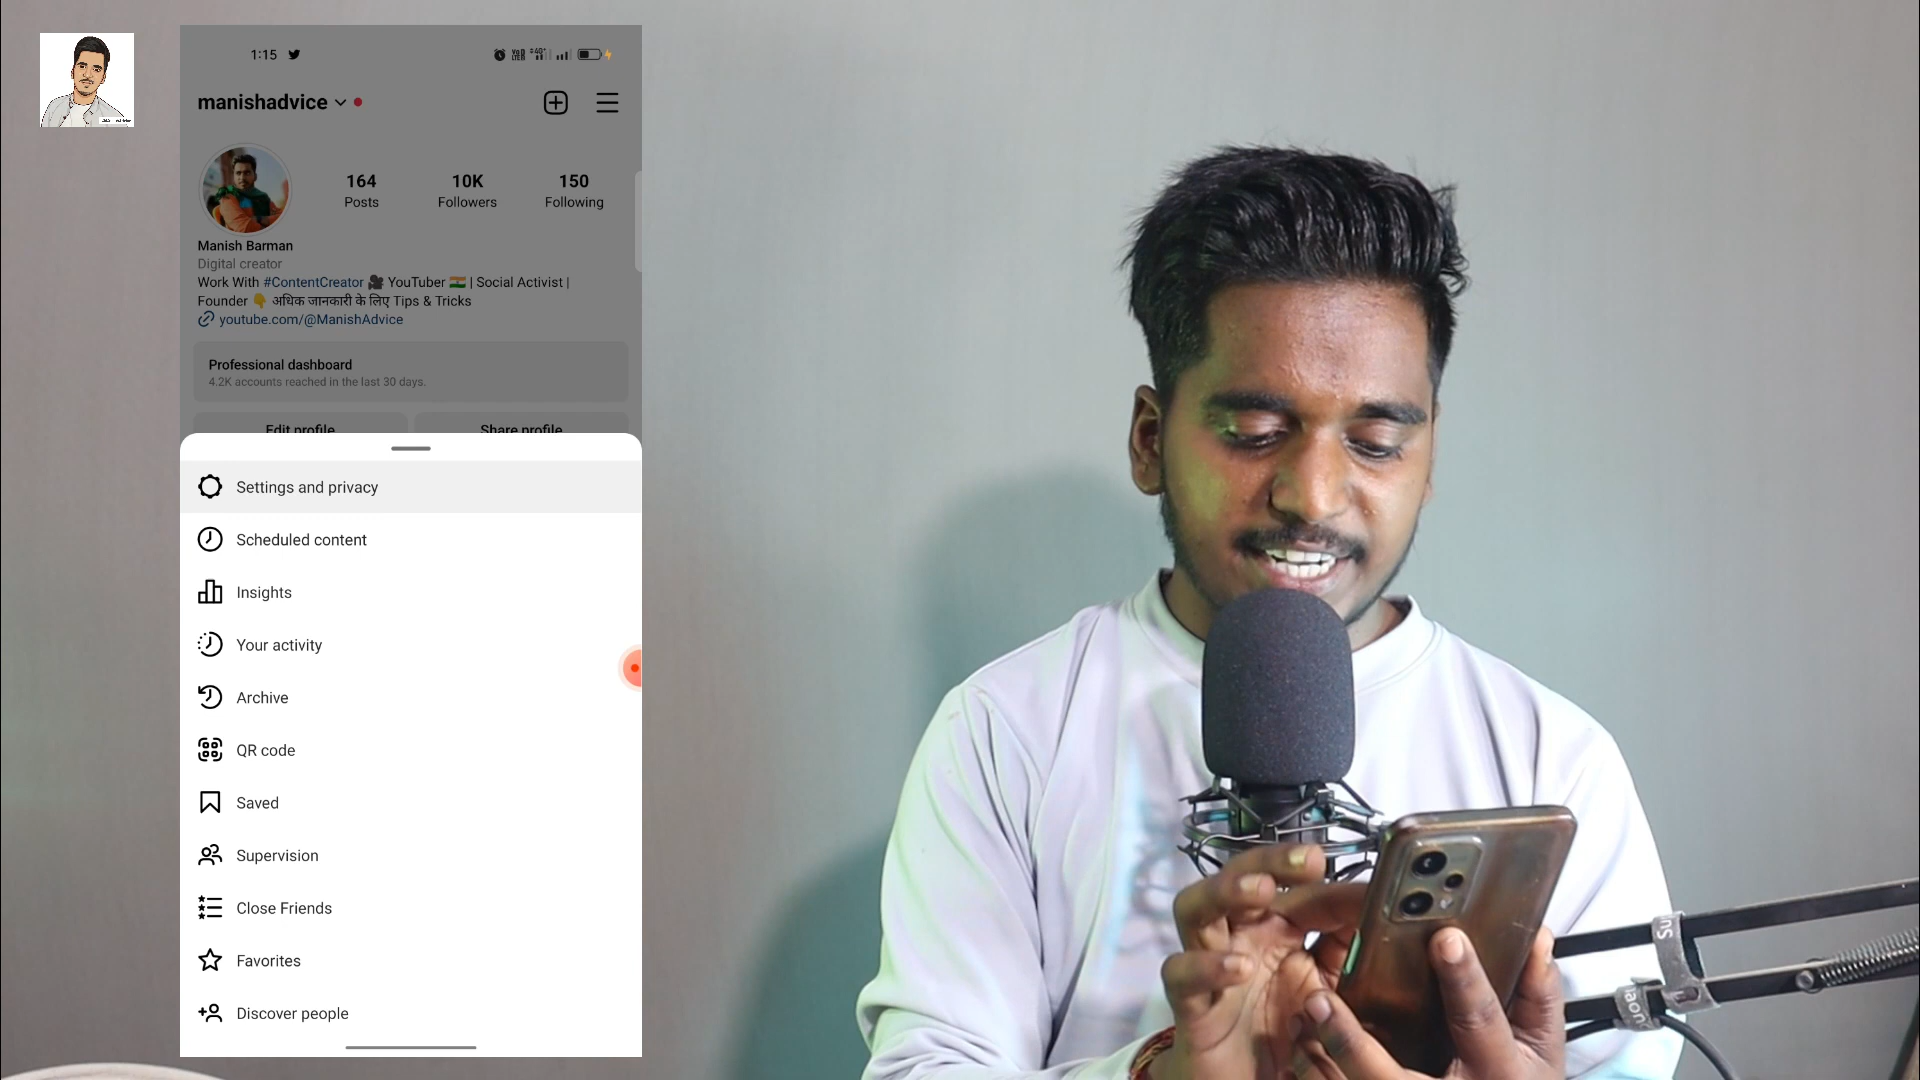 1:15
manishadvice
164
Posts
10K
Followers
150
Following
Manish Barman
Digital creator
Work With #ContentCreator 🎥 YouTuber 🇮🇳 | Social Activist |
Founder 👇 अधिक जानकारी के लिए Tips & Tricks
youtube.com/@ManishAdvice
Professional dashboard
4.2K accounts reached in the last 30 days.
Edit profile
Share profile
Settings and privacy
Scheduled content
Insights
Your activity
Archive
QR code
Saved
Supervision
Close Friends
Favorites
Discover people